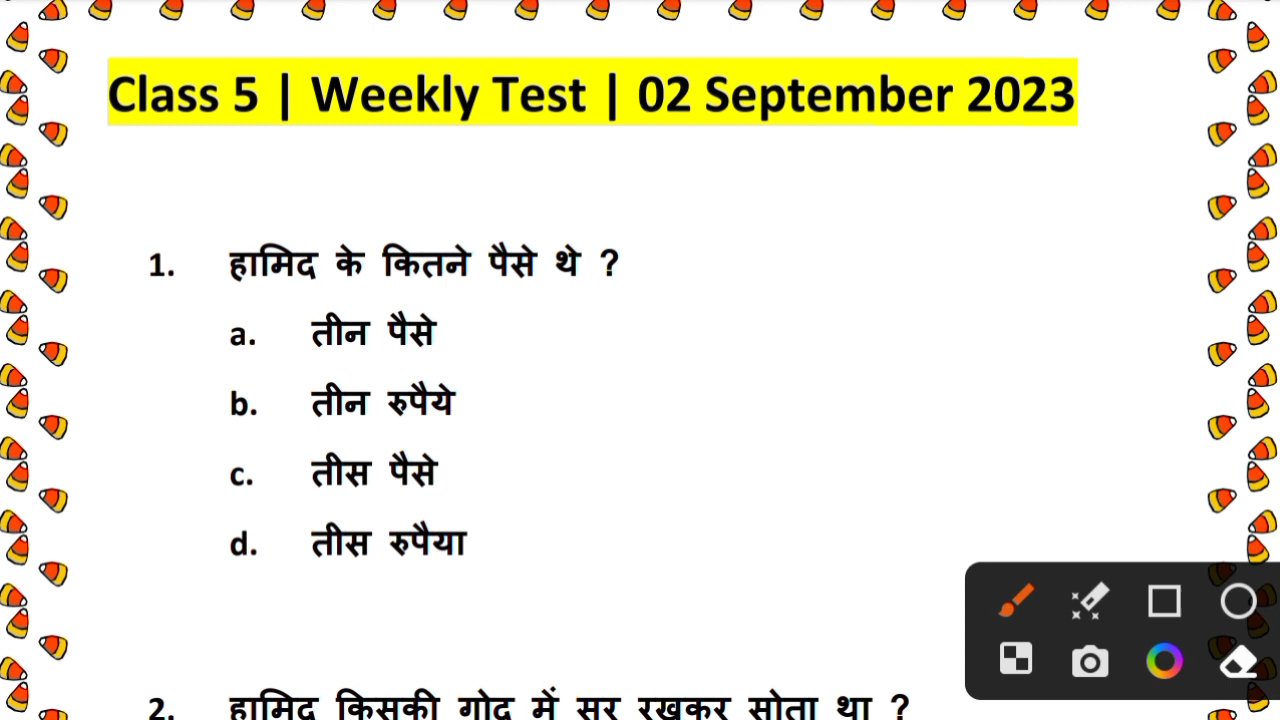 Class 5 | Weekly Test | 02 September 2023
1. हामिद के कितने पैसे थे ?
a. तीन पैसे
b. तीन रुपैये
c. तीस पैसे
d. तीस रुपैया
2. हामिद किसकी गोद में सर रखकर सोता था ?